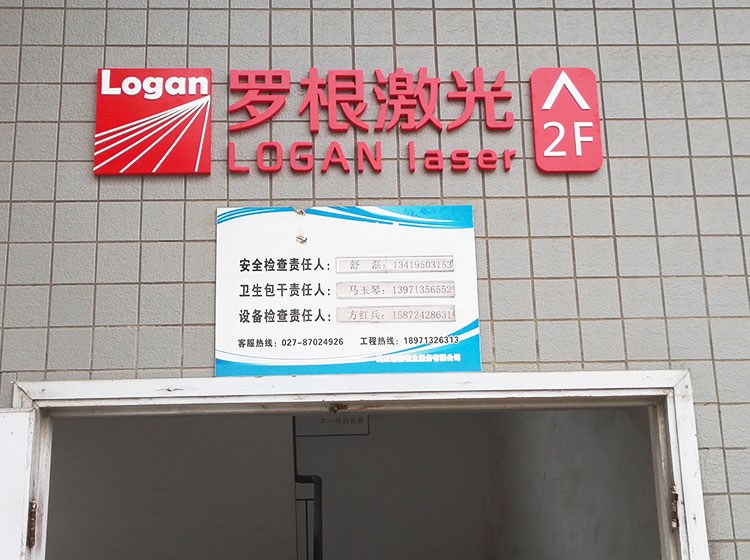 Logan
罗根激光
LOGAN laser
2F
安全检查责任人： 舒 磊：13419503153
卫生包干责任人： 马玉琴：13971356552
设备检查责任人： 方红兵：15872428631
客服热线：027-87024926 工程热线：18971326313